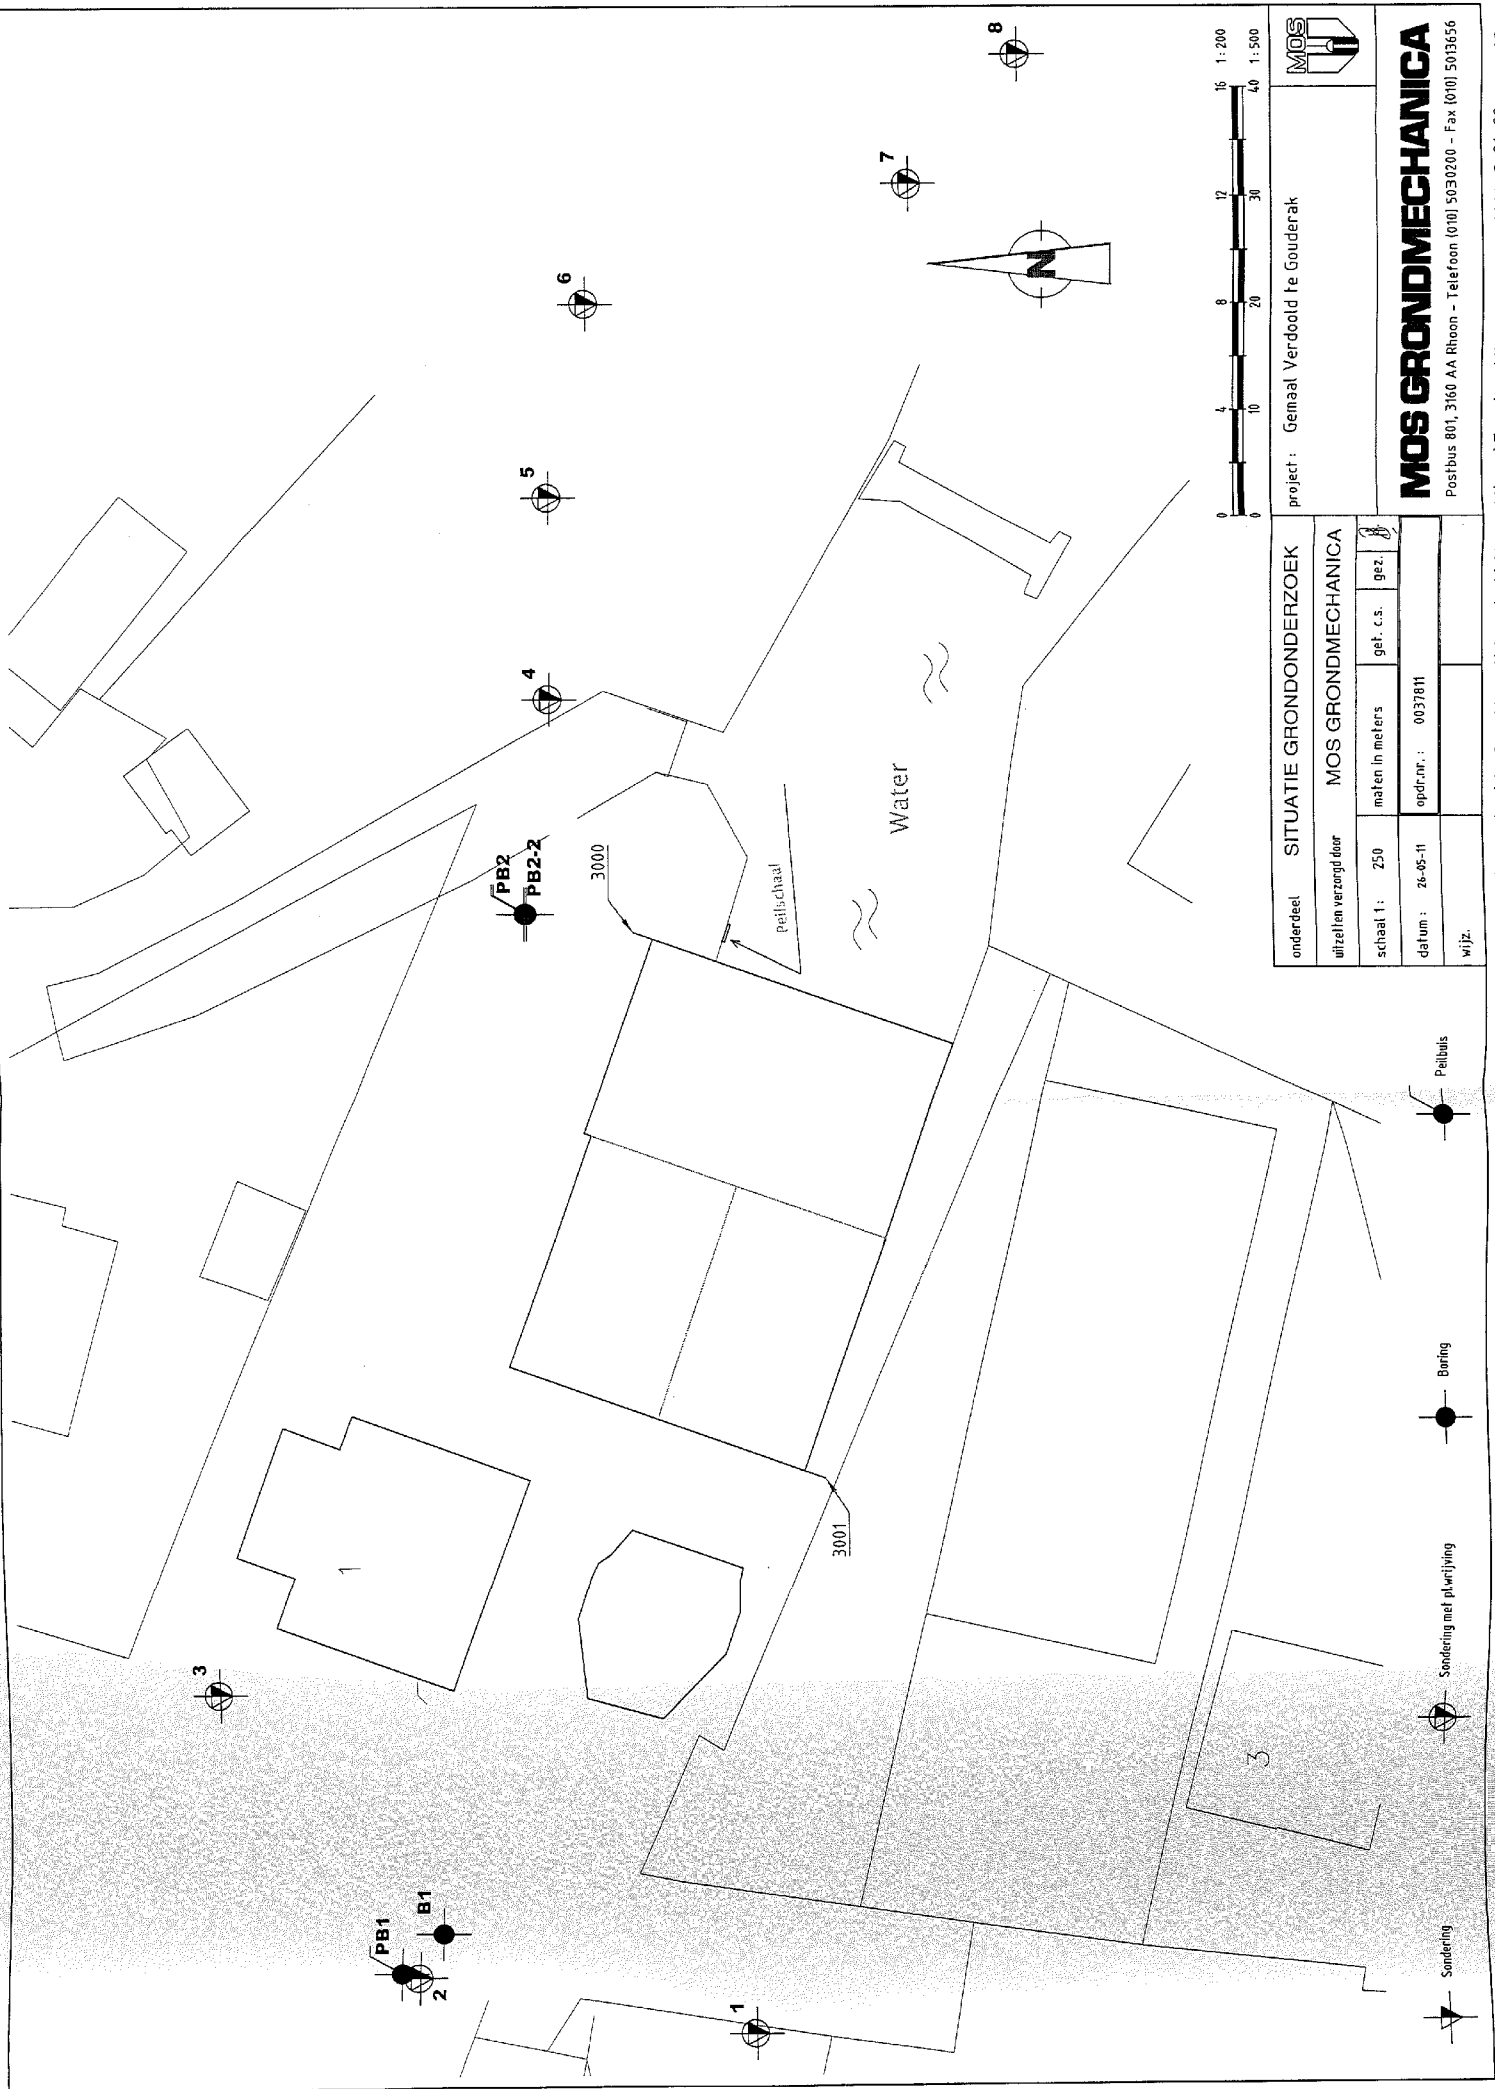 8
7
6
5
4
PB2
PB2-2
3000
Peilschaal
Water
3
1
3001
3
PB1
B1
2
1
0 4 8 12 16 1:200
0 10 20 30 40 1:500
onderdeel SITUATIE GRONDONDERZOEK
uitzetten verzorgd door MOS GRONDMECHANICA
schaal 1: 250 maten in meters get. c.s. gez.
datum: 26-05-11 opdr.nr.: 0037811
wijz.
project: Gemaal Verdoold te Gouderak
MOS
MOS GRONDMECHANICA
Postbus 801, 3160 AA Rhoon - Telefoon (010) 5030200 - Fax (010) 5013656
N
Sondering
Sondering met pl.wrijving
Boring
Peilbuis